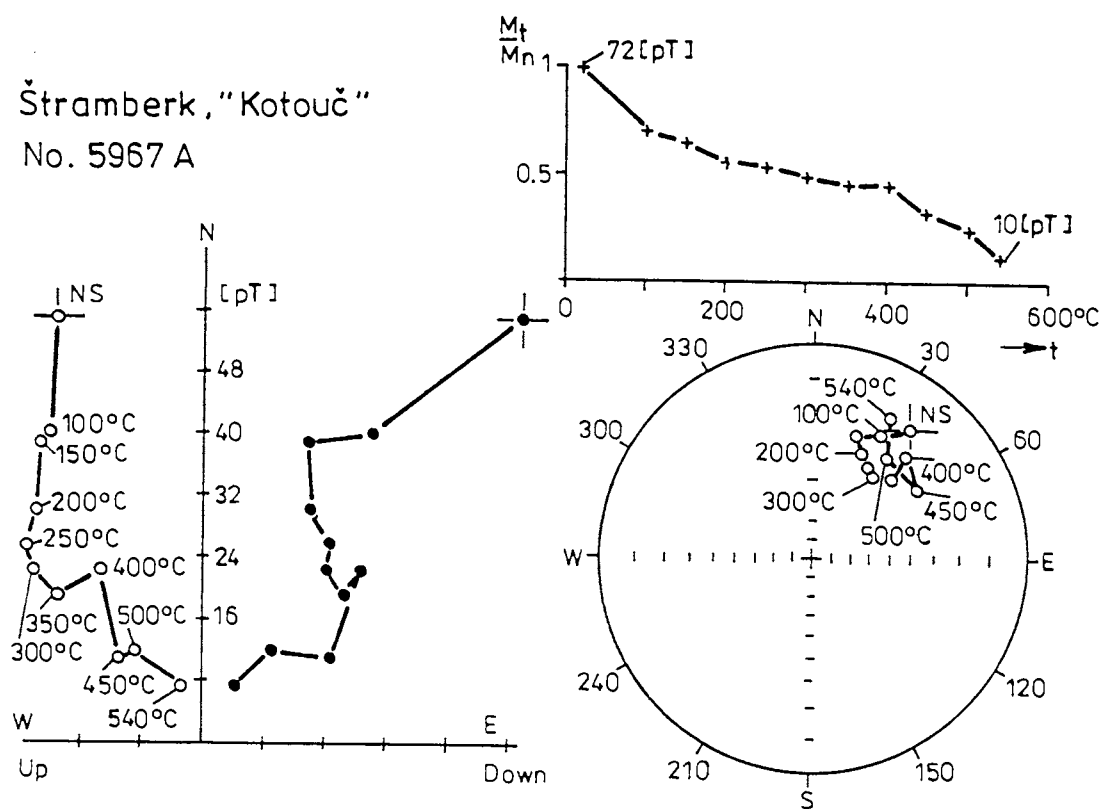 Štramberk, "Kotouč"
No. 5967 A
Mt
Mn
1
72 [pT]
0.5
10 [pT]
0
200
400
600°C
t
N
[pT]
NS
48
40
32
24
16
100°C
150°C
200°C
250°C
400°C
350°C
500°C
300°C
450°C
540°C
W
E
Up
Down
N
330
30
300
60
W
E
240
120
210
150
S
540°C
100°C
NS
200°C
400°C
300°C
450°C
500°C